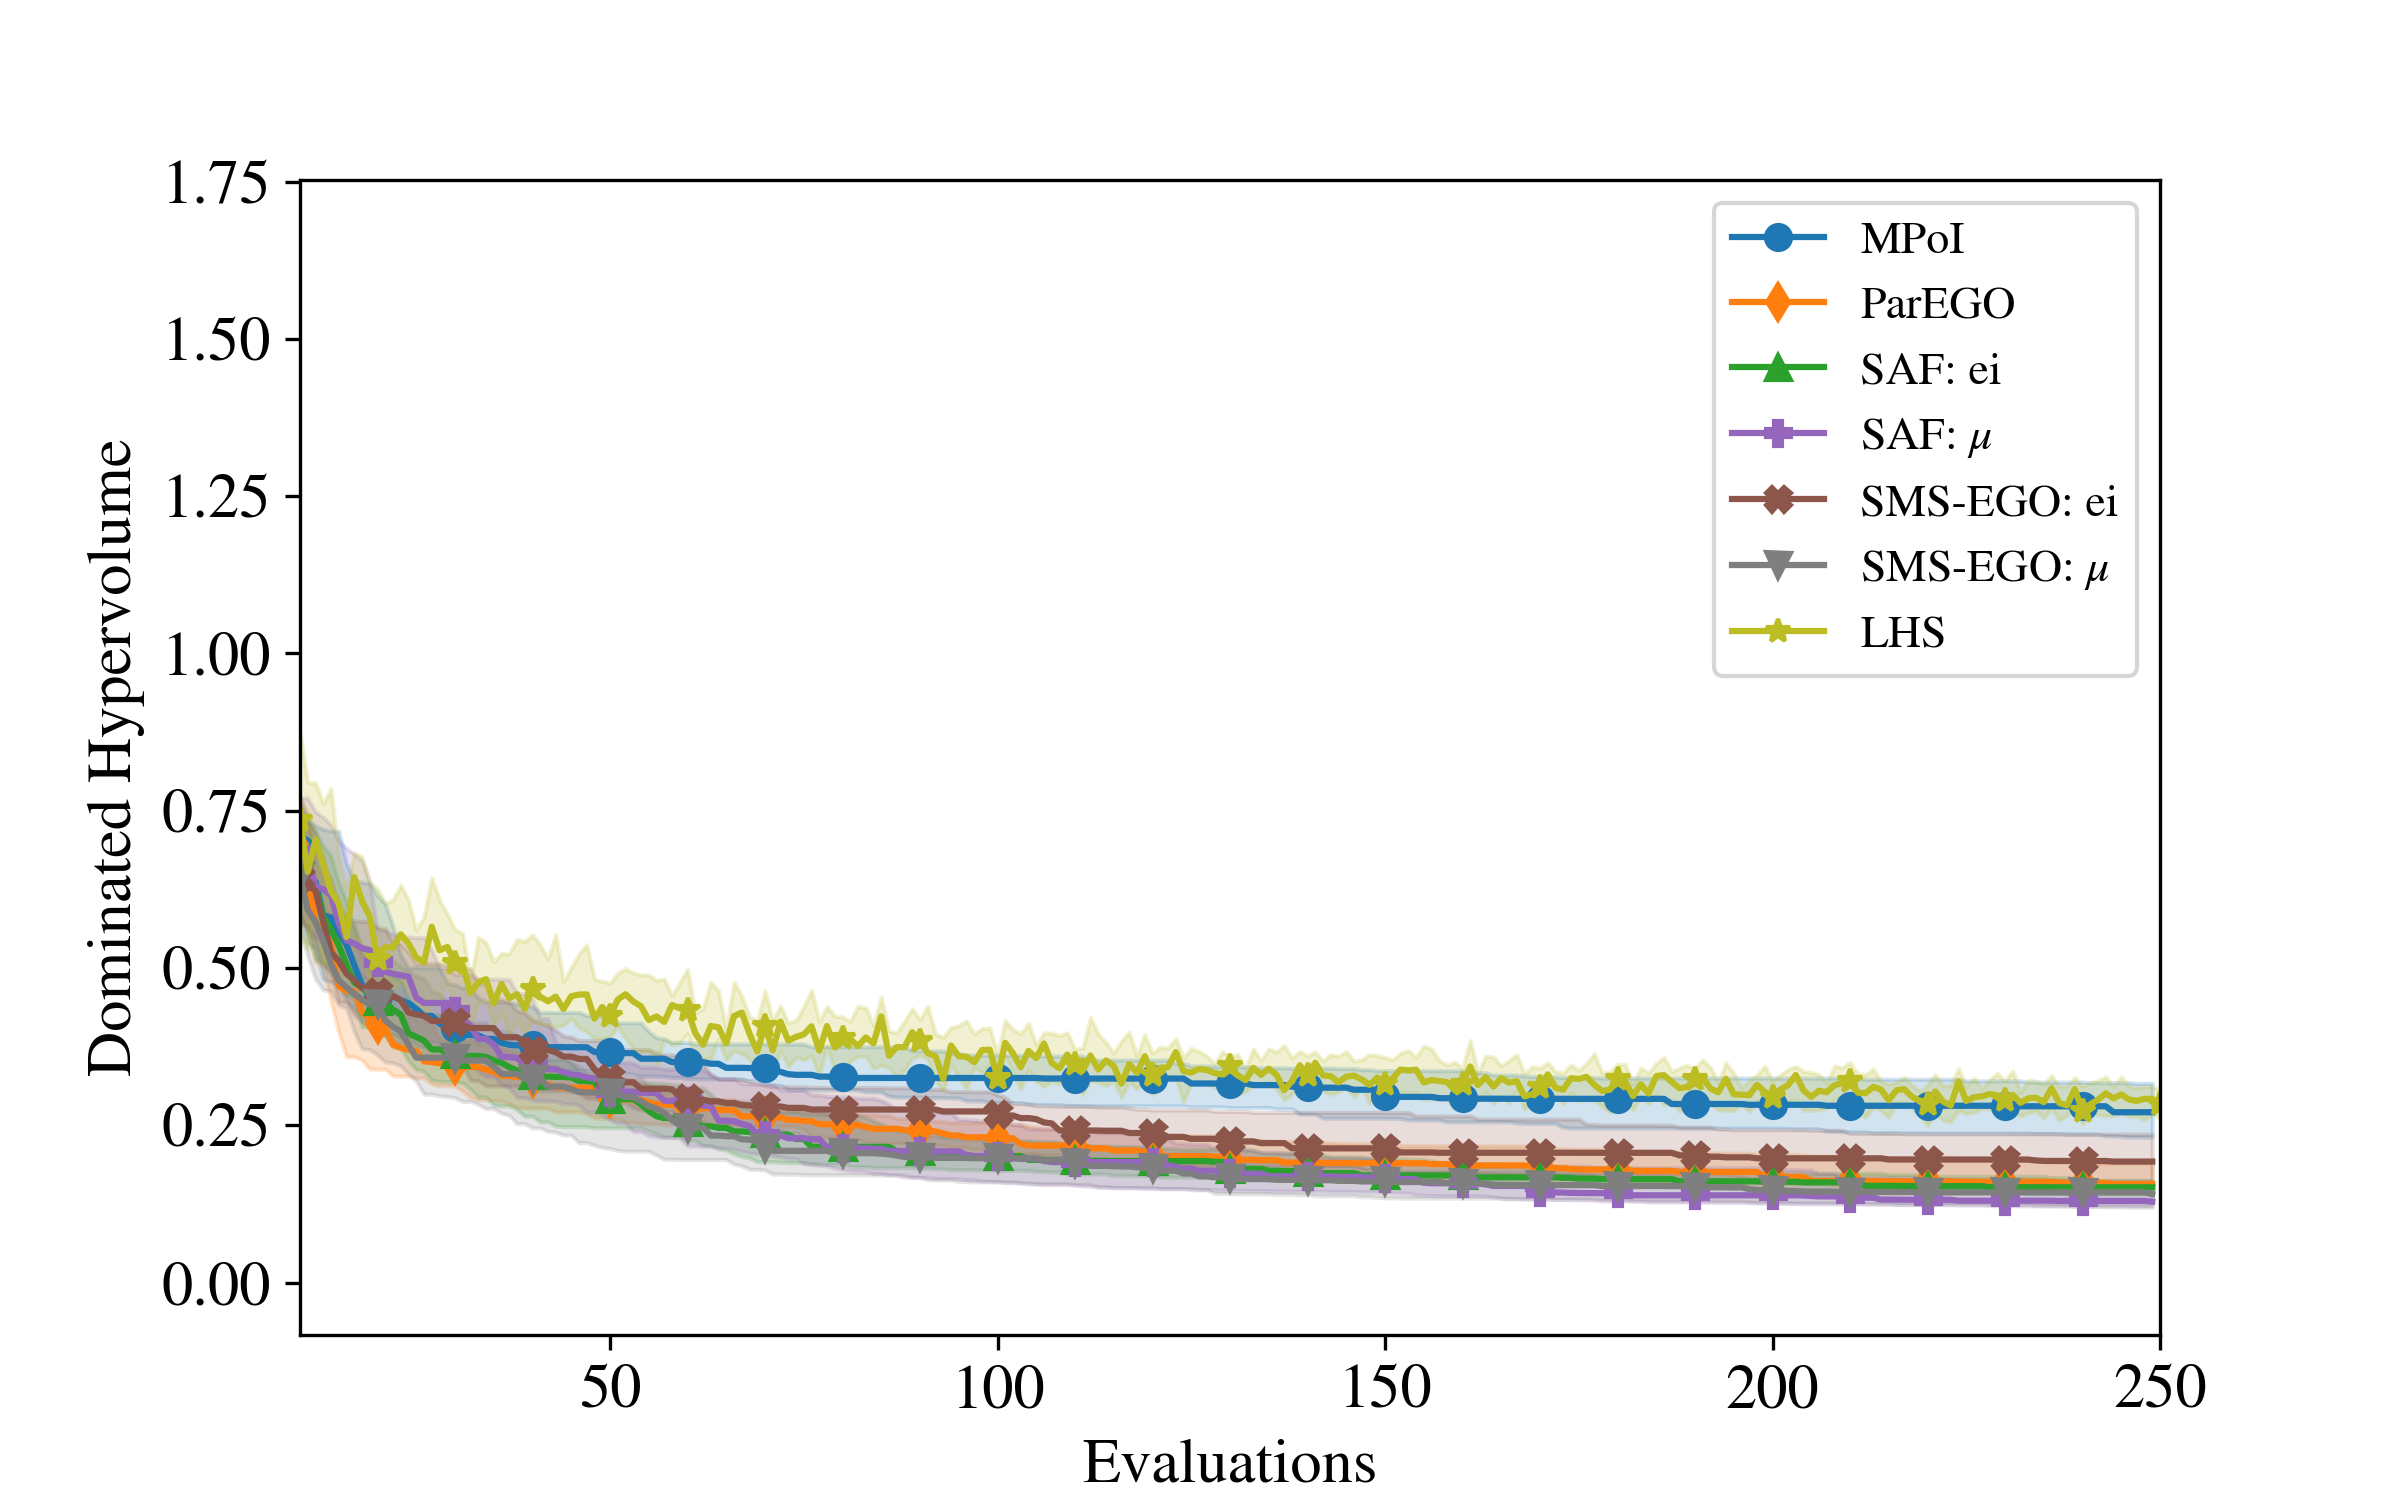 1.75
1.50
1.25
1.00
0.75
0.50
0.25
0.00
Dominated Hypervolume
50
100
150
200
250
Evaluations
MPoI
ParEGO
SAF: ei
SAF: μ
SMS-EGO: ei
SMS-EGO: μ
LHS